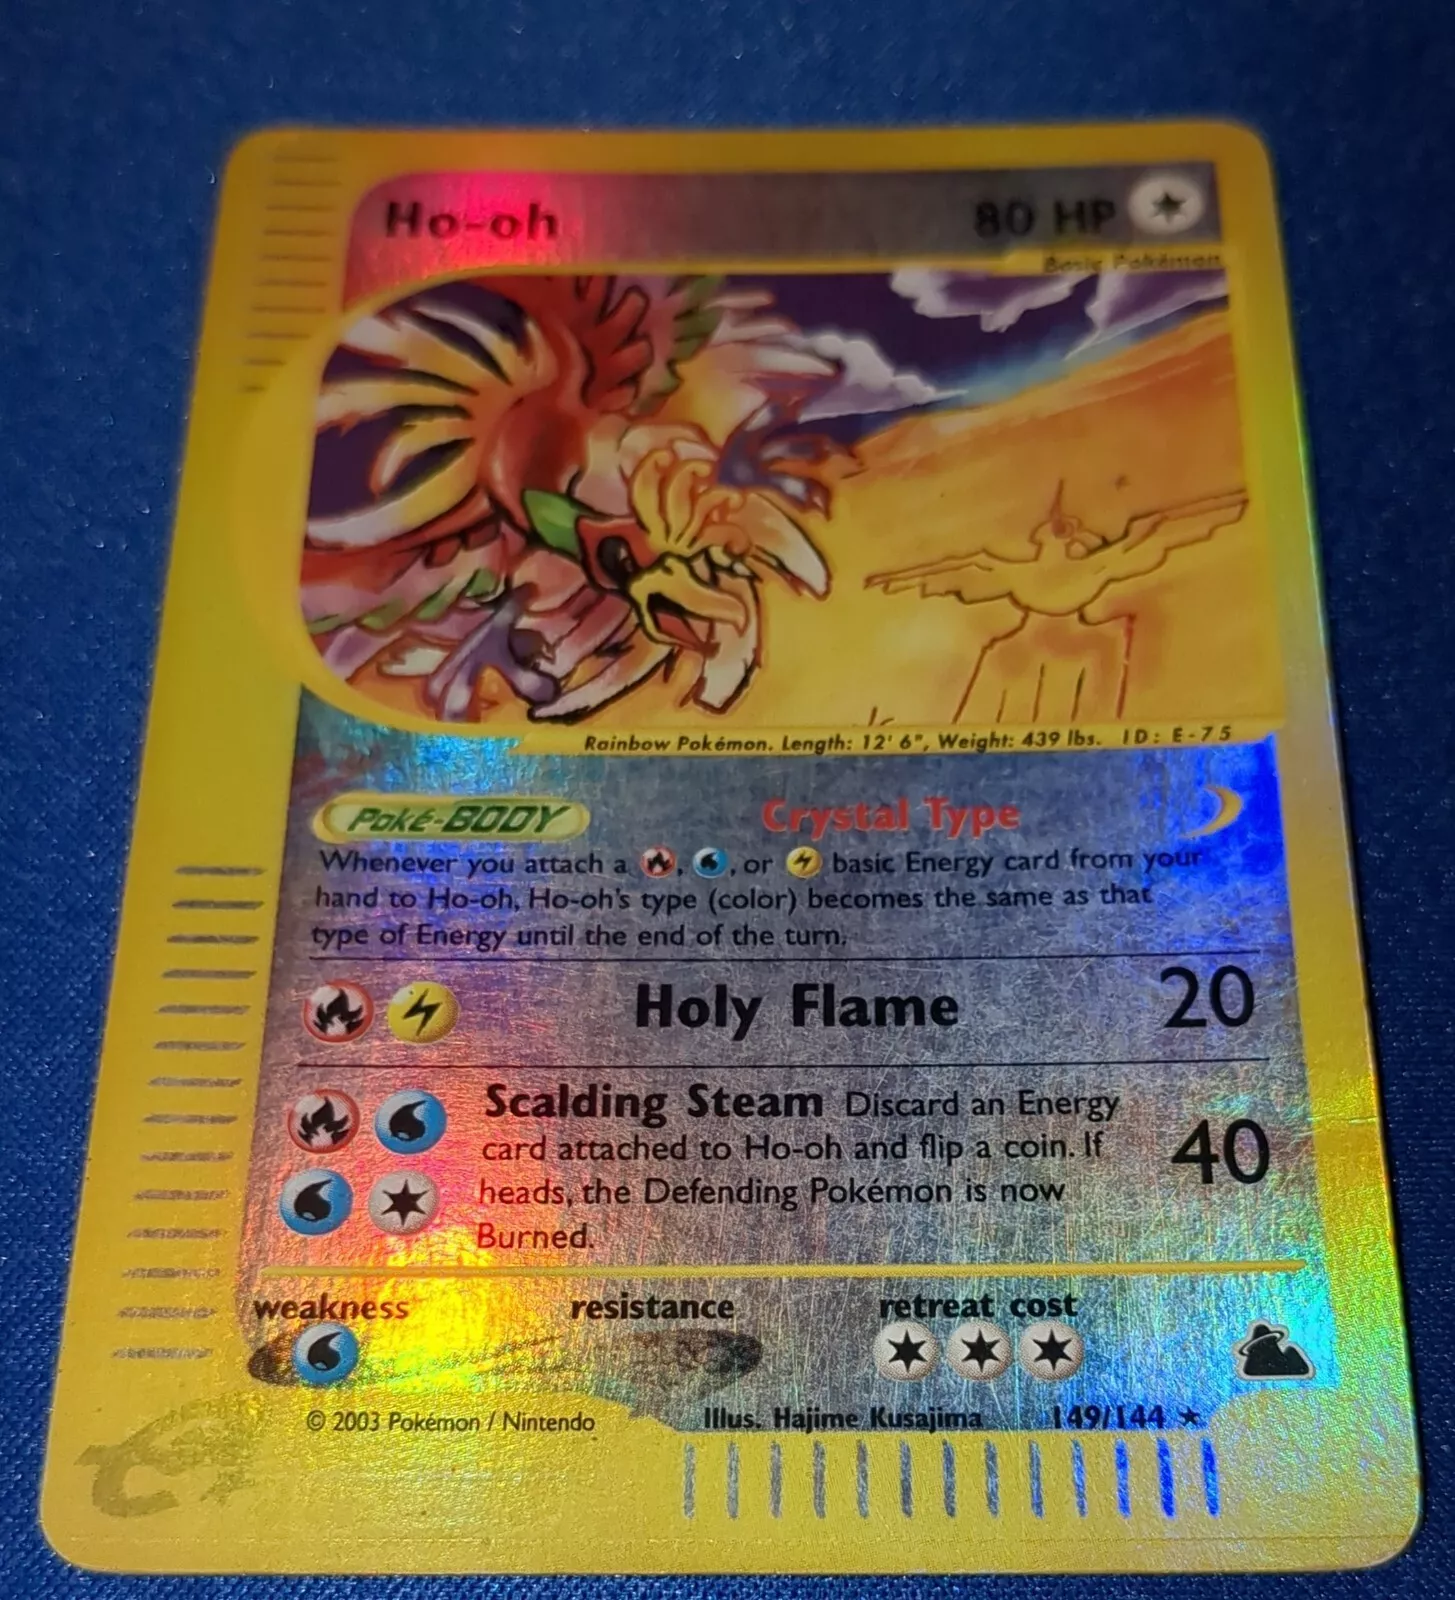 Ho-oh 80 HP
Basic Pokémon
Rainbow Pokémon. Length: 12' 6", Weight: 439 lbs. ID: E-75
Poké-BODY Crystal Type
Whenever you attach a , , or basic Energy card from your
hand to Ho-oh, Ho-oh's type (color) becomes the same as that
type of Energy until the end of the turn.
Holy Flame 20
Scalding Steam Discard an Energy
card attached to Ho-oh and flip a coin. If
heads, the Defending Pokémon is now
Burned.
40
weakness resistance retreat cost
© 2003 Pokémon / Nintendo Illus. Hajime Kusajima 149/144 ★